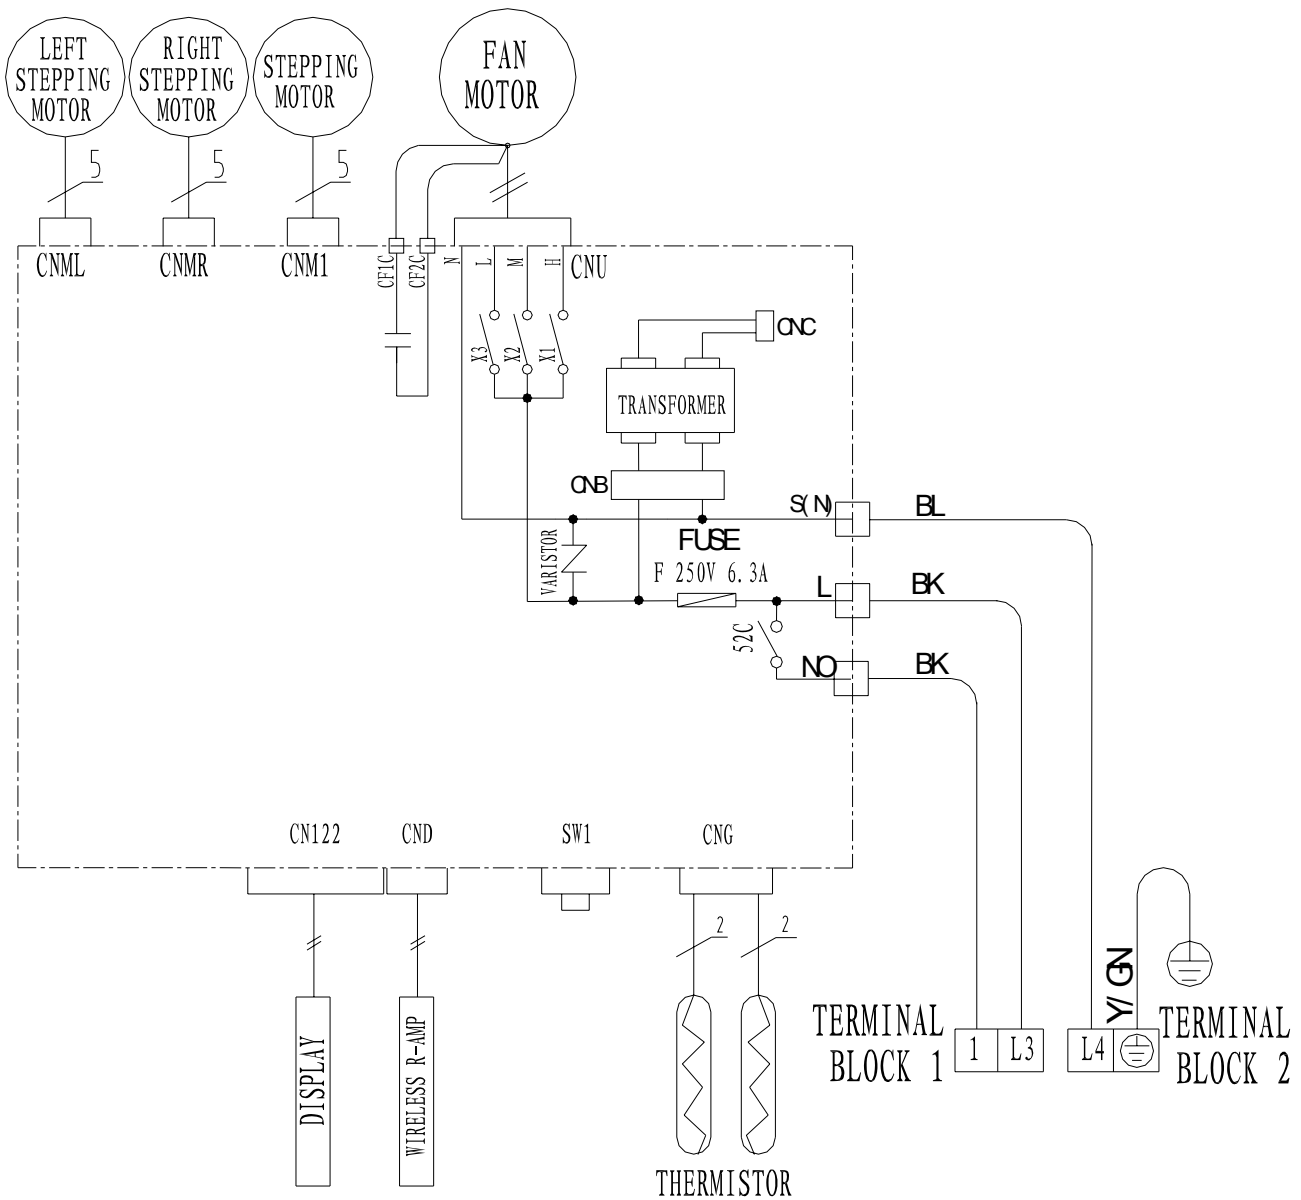 LEFT
STEPPING
MOTOR
RIGHT
STEPPING
MOTOR
STEPPING
MOTOR
FAN
MOTOR
5
5
5
CNML
CNMR
CNM1
CF1C
CF2C
N
L
M
H
CNU
X3
X2
X1
CNC
TRANSFORMER
CNB
S(N)
BL
VARISTOR
FUSE
F 250V 6.3A
L
BK
52C
NO
BK
CN122
CND
SW1
CNG
2
2
DISPLAY
WIRELESS R-AMP
THERMISTOR
TERMINAL
BLOCK 1
1
L3
L4
Y/GN
TERMINAL
BLOCK 2